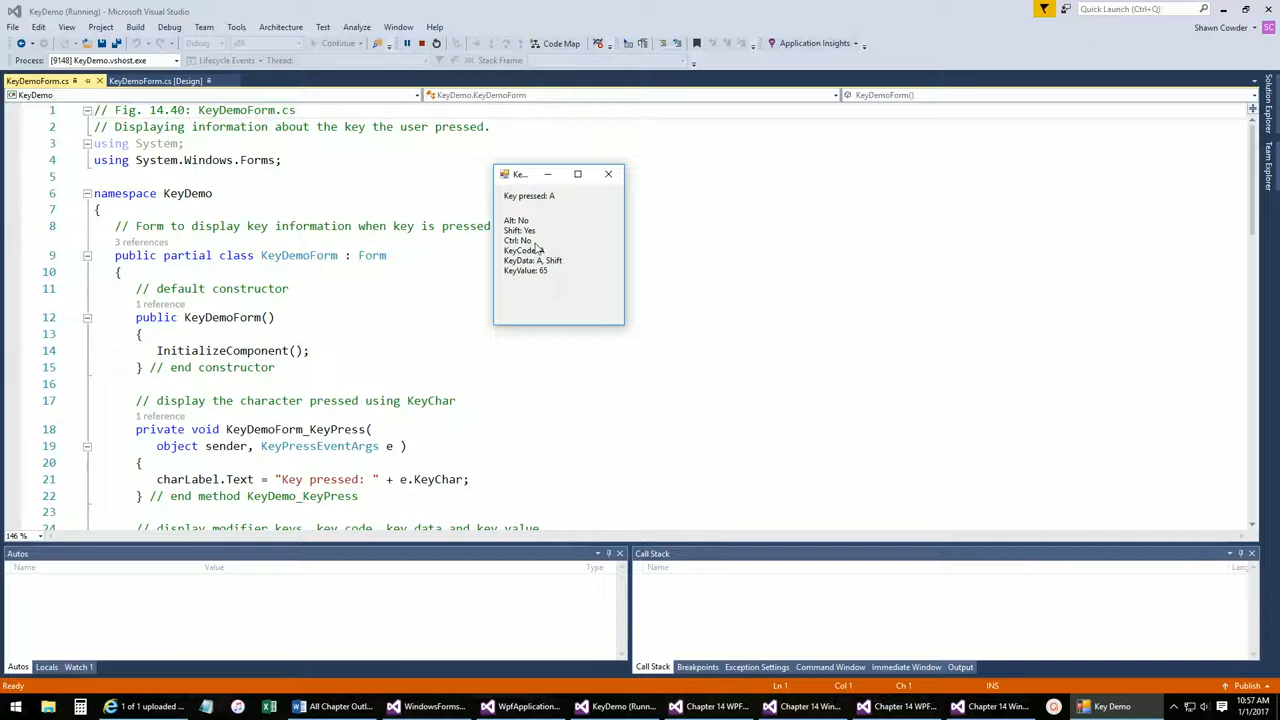 KeyDemo (Running) - Microsoft Visual Studio
Quick Launch (Ctrl+Q)
File Edit View Project Build Debug Team Tools Architecture Test Analyze Window Help
Shawn Cowder SC
Debug x86 Continue Code Map Application Insights
Process: [9148] KeyDemo.vshost.exe Lifecycle Events Thread: Stack Frame:
KeyDemoForm.cs KeyDemoForm.cs [Design]
KeyDemo KeyDemo.KeyDemoForm KeyDemoForm()
1 // Fig. 14.40: KeyDemoForm.cs
2 // Displaying information about the key the user pressed.
3 using System;
4 using System.Windows.Forms;
5
6 namespace KeyDemo
7 {
8 // Form to display key information when key is pressed
3 references
9 public partial class KeyDemoForm : Form
10 {
11 // default constructor
1 reference
12 public KeyDemoForm()
13 {
14 InitializeComponent();
15 } // end constructor
16
17 // display the character pressed using KeyChar
1 reference
18 private void KeyDemoForm_KeyPress(
19 object sender, KeyPressEventArgs e )
20 {
21 charLabel.Text = "Key pressed: " + e.KeyChar;
22 } // end method KeyDemo_KeyPress
23
24 // display modifier keys, key code, key data and key value
Ke...
Key pressed: A
Alt: No
Shift: Yes
Ctrl: No
KeyCode: A
KeyData: A, Shift
KeyValue: 65
Solution Explorer
Team Explorer
146 %
Autos
Name Value Type
Autos Locals Watch 1
Call Stack
Name Lang
Call Stack Breakpoints Exception Settings Command Window Immediate Window Output
Ready Ln 1 Col 1 Ch 1 INS Publish
1 of 1 uploaded ... All Chapter Outl... WindowsForms... WpfApplication... KeyDemo (Runn... Chapter 14 WPF... Chapter 14 Win... Chapter 14 WPF... Chapter 14 Win... Key Demo
10:57 AM
1/1/2017